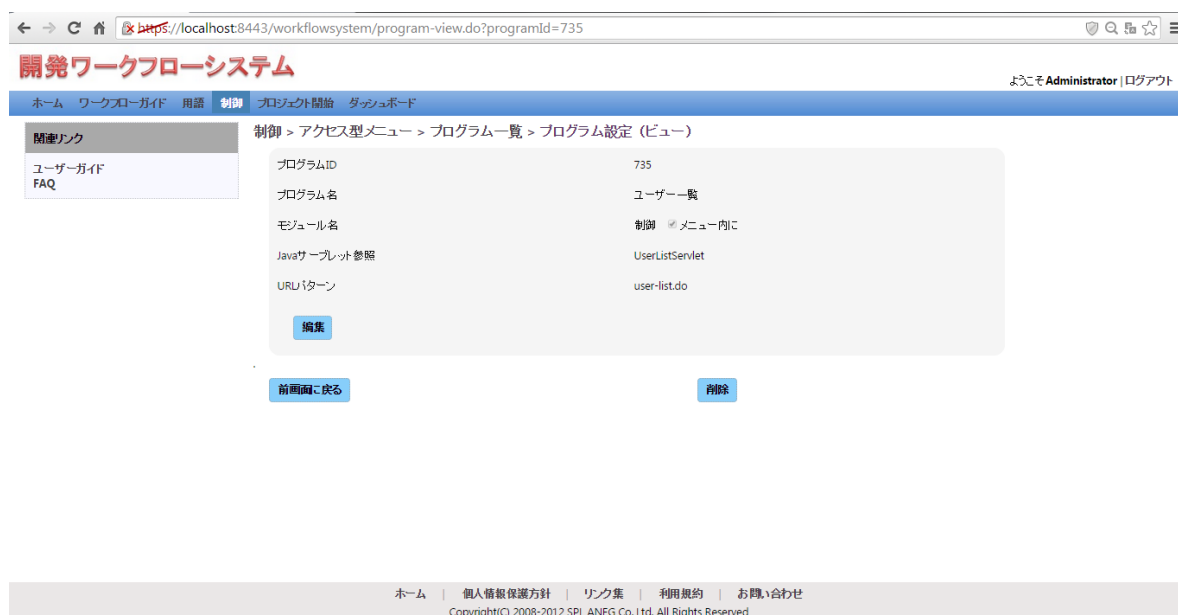 https://localhost:8443/workflowsystem/program-view.do?programId=735
開発ワークフローシステム
ようこそ Administrator | ログアウト
ホーム ワークフローガイド 用語 制御 プロジェクト開始 ダッシュボード
関連リンク
ユーザーガイド
FAQ
制御 > アクセス型メニュー > プログラム一覧 > プログラム設定（ビュー）
プログラムID 735
プログラム名 ユーザー一覧
モジュール名 制御 メニュー内に
Javaサーブレット参照 UserListServlet
URLパターン user-list.do
編集
.
前画面に戻る 削除
ホーム | 個人情報保護方針 | リンク集 | 利用規約 | お問い合わせ
Copyright(C) 2008-2012 SPLANEG Co. Ltd. All Rights Reserved